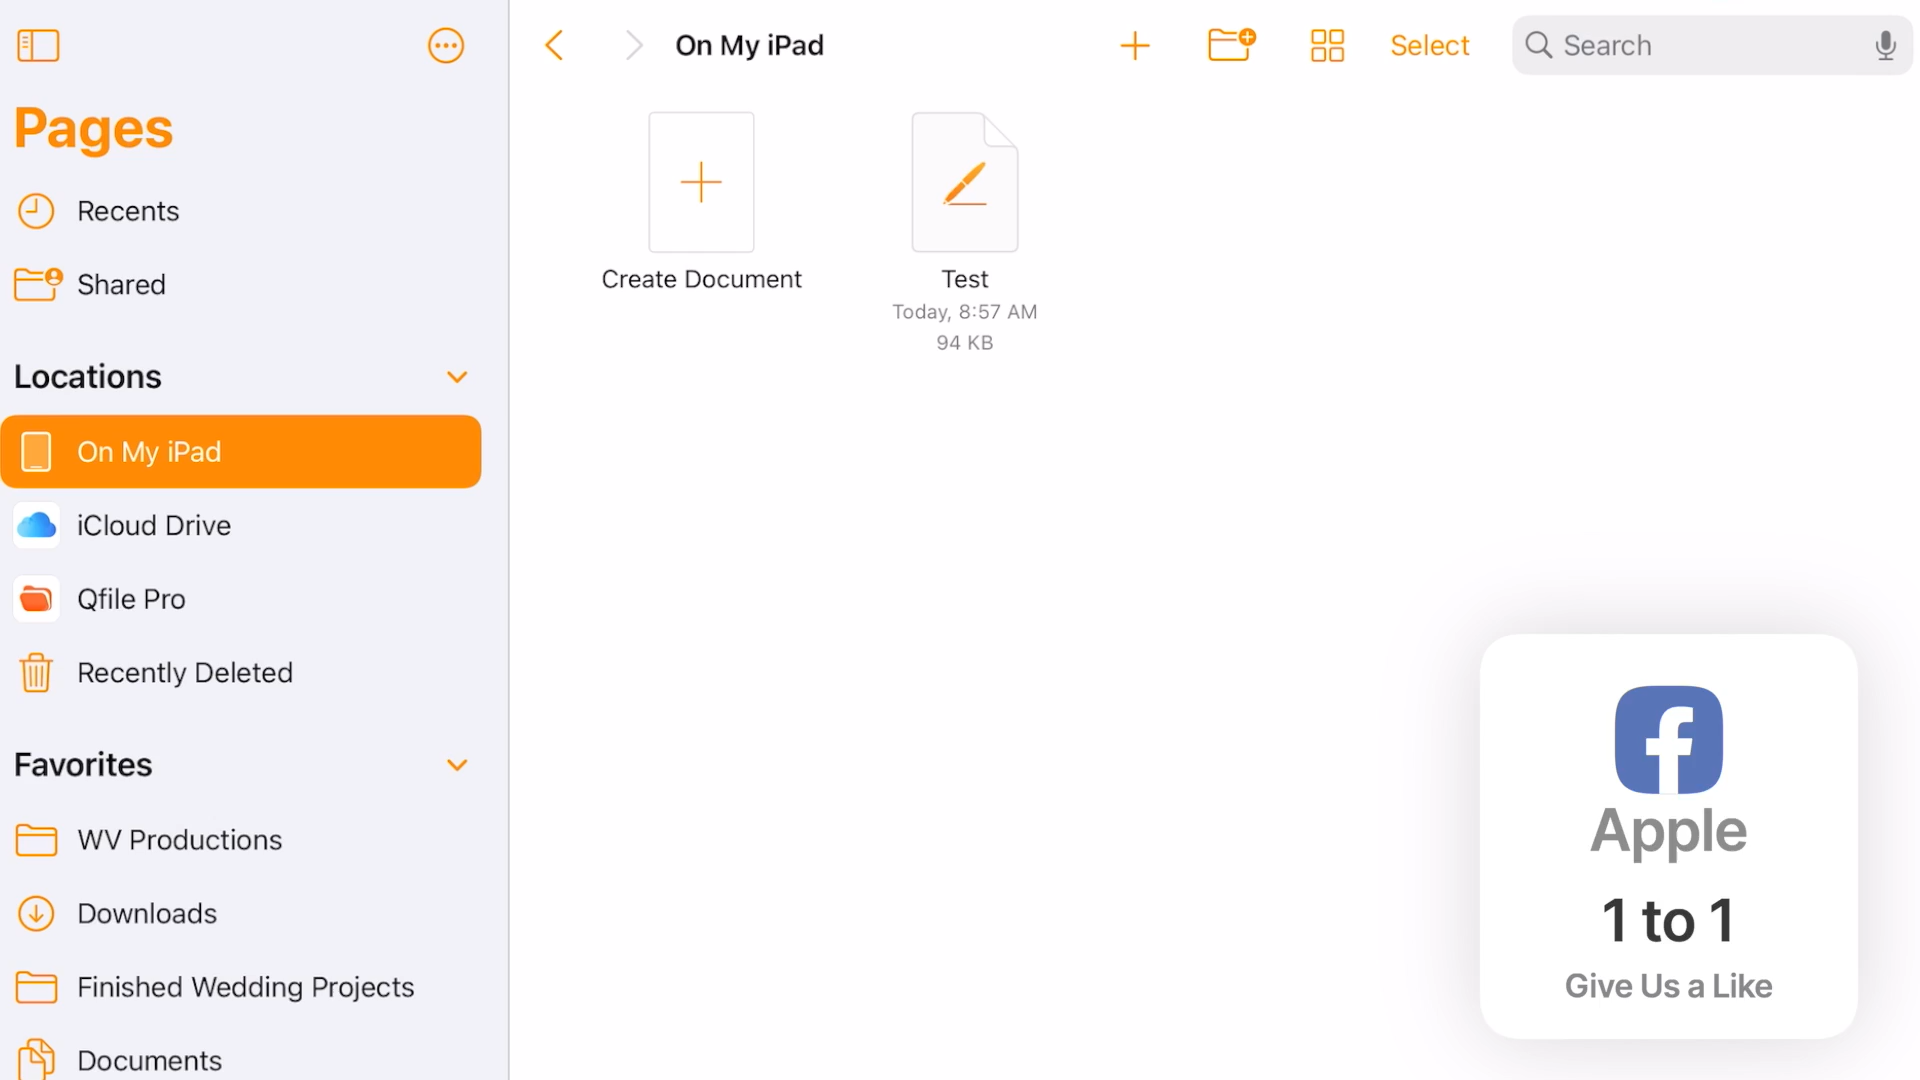 Pages
Recents
Shared
Locations
On My iPad
iCloud Drive
Qfile Pro
Recently Deleted
Favorites
WV Productions
Downloads
Finished Wedding Projects
Documents
On My iPad
Select
Search
Create Document
Test
Today, 8:57 AM
94 KB
Apple
1 to 1
Give Us a Like